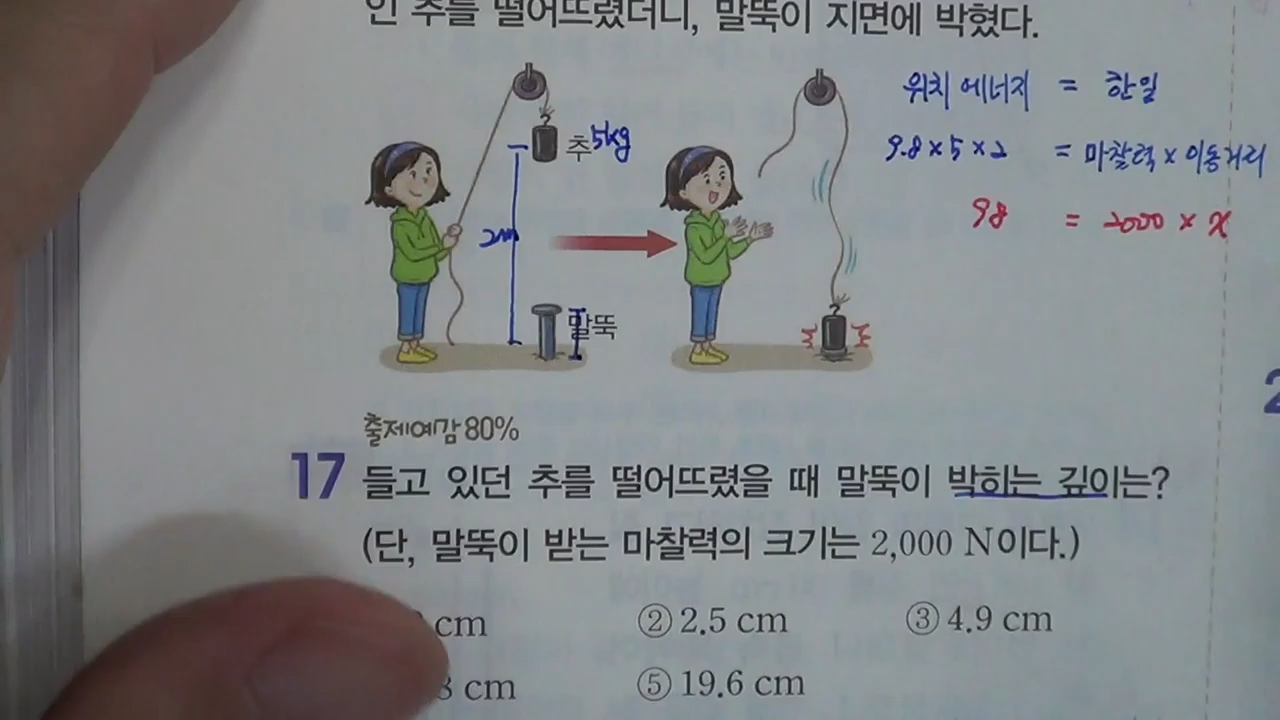 인 추를 떨어뜨렸더니, 말뚝이 지면에 박혔다.
위치에너지 = 한일
추 5kg
9.8×5×2 = 마찰력×이동거리
98 = 2000 × x
2m
말뚝
출제예감 80%
17 들고 있던 추를 떨어뜨렸을 때 말뚝이 박히는 깊이는?
(단, 말뚝이 받는 마찰력의 크기는 2,000 N이다.)
cm ② 2.5 cm ③ 4.9 cm
cm ⑤ 19.6 cm
2